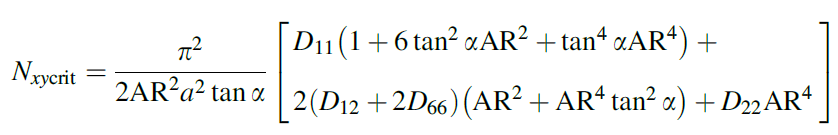 N_{xycrit} = \frac{\pi^2}{2AR^2a^2 \tan \alpha} [ D_{11}(1 + 6 \tan^2 \alpha AR^2 + \tan^4 \alpha AR^4) +
2(D_{12} + 2D_{66})(AR^2 + AR^4 \tan^2 \alpha) + D_{22}AR^4 ]